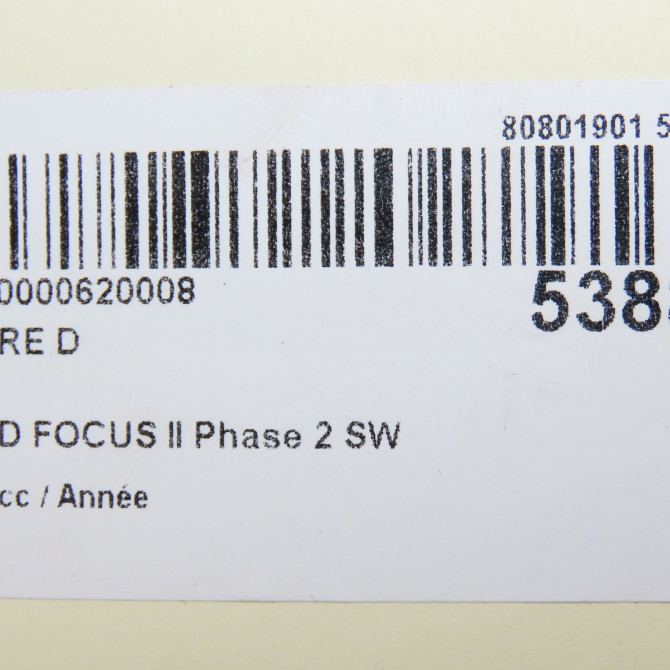 80801901 5
0000620008
538
RE D
D FOCUS II Phase 2 SW
cc / Année